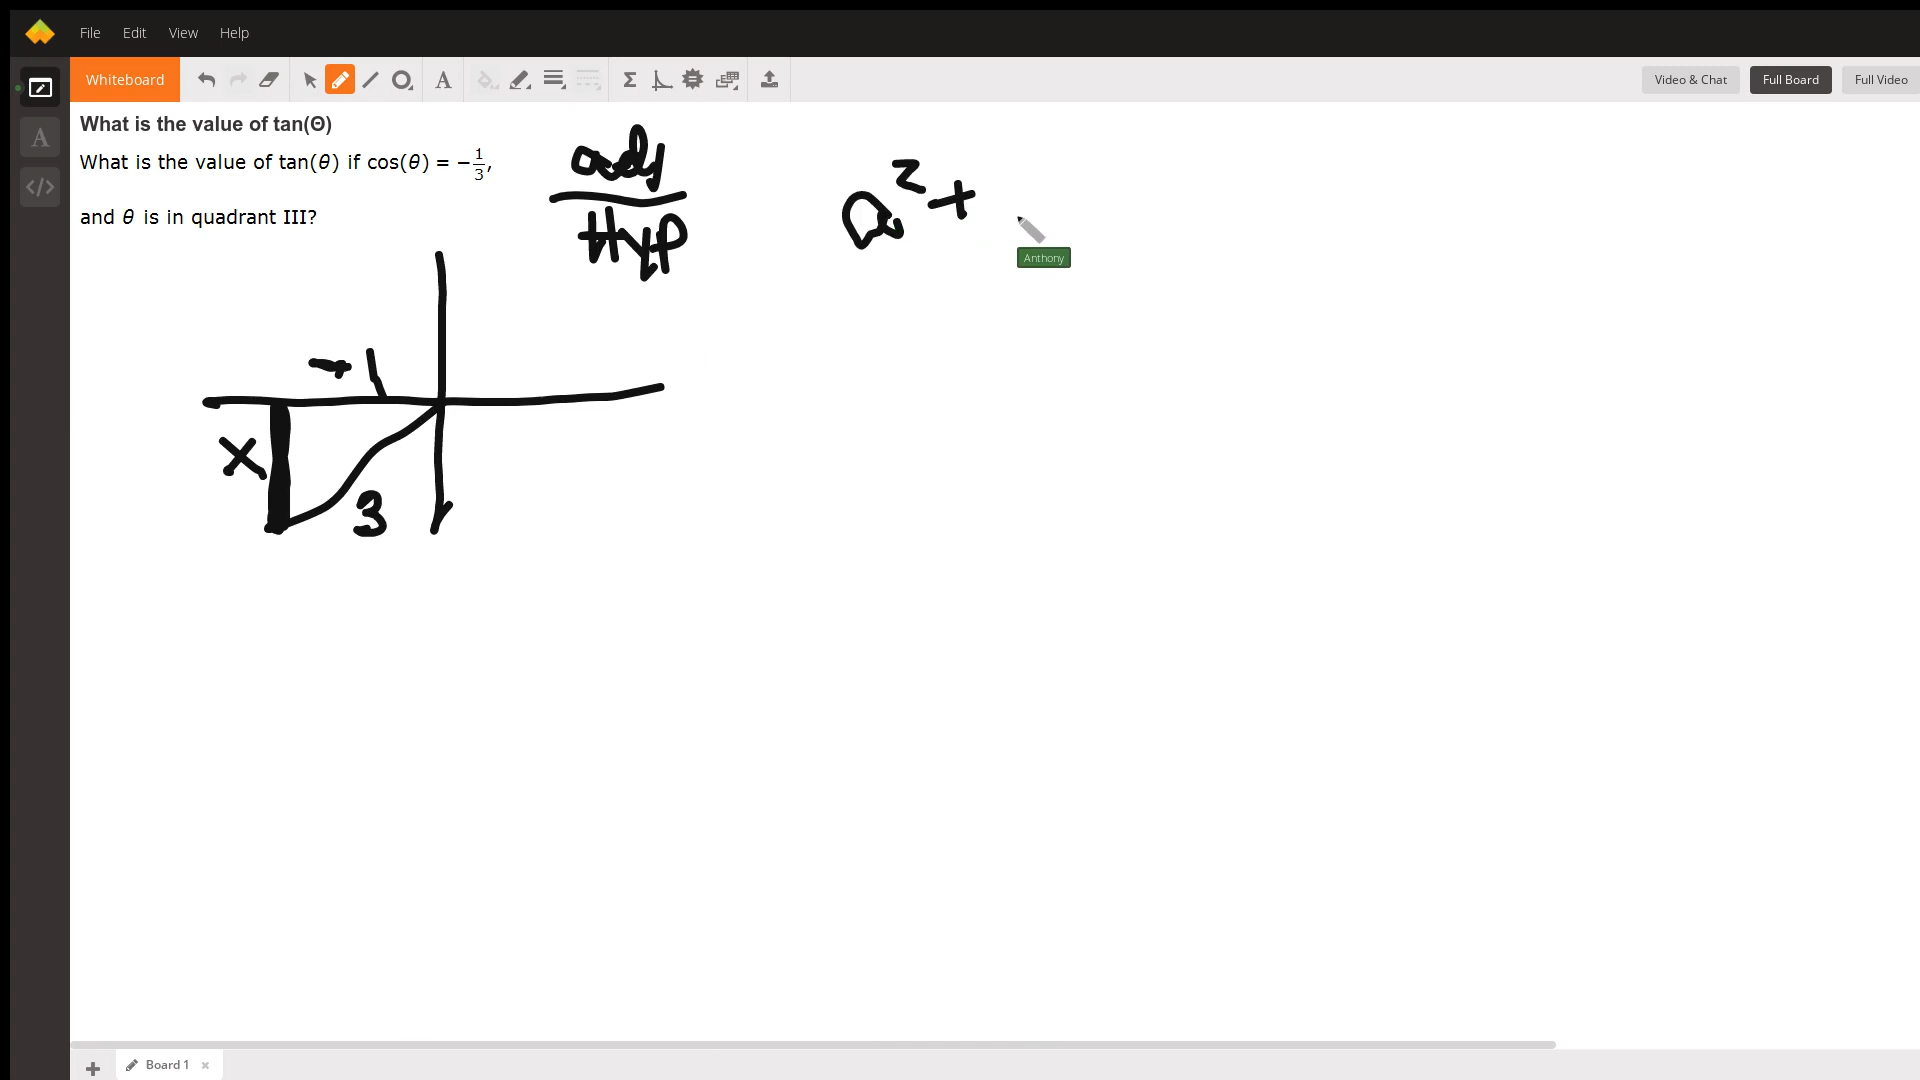 File Edit View Help
Whiteboard A Σ Video & Chat Full Board Full Video
A
</>
What is the value of tan(Θ)
What is the value of tan(θ) if cos(θ) = −1/3,
and θ is in quadrant III?
adj
Hyp
a² +
Anthony
-1
x
3
+ Board 1 ×